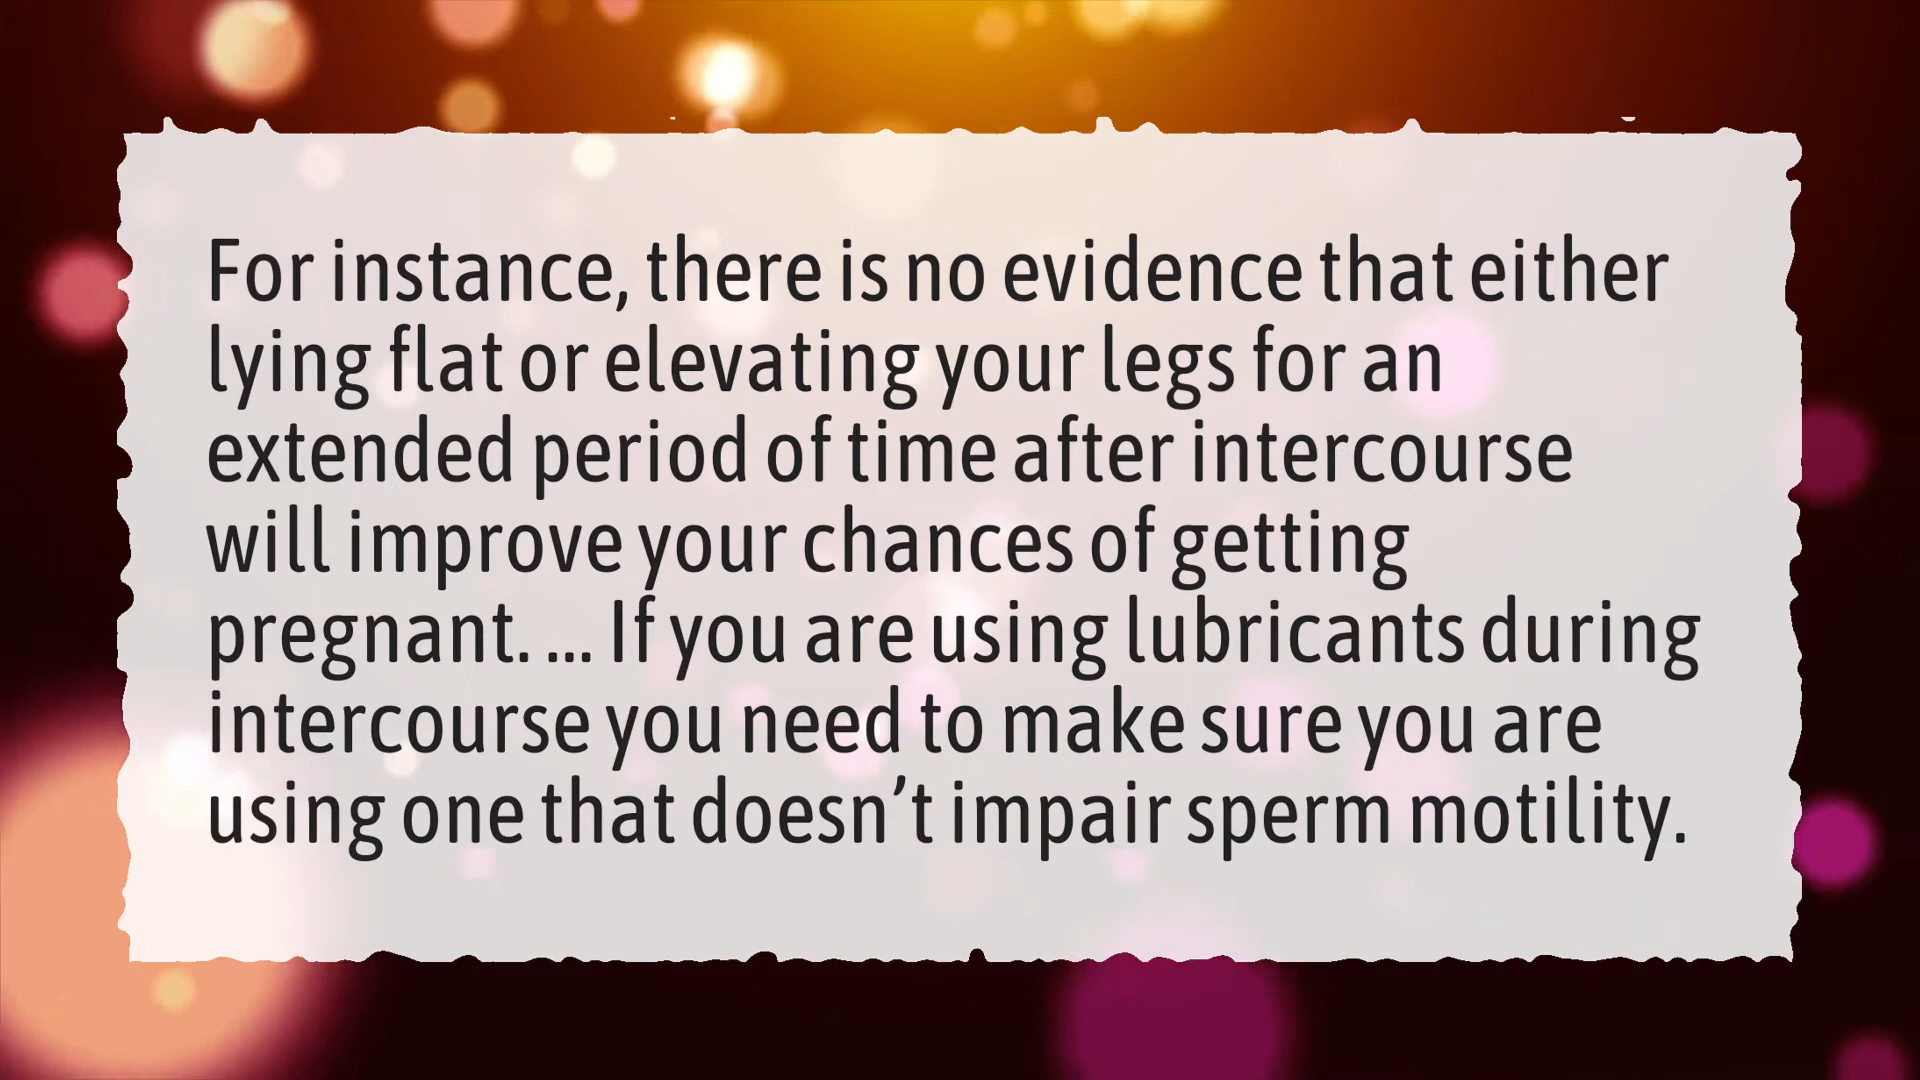 For instance, there is no evidence that either
lying flat or elevating your legs for an
extended period of time after intercourse
will improve your chances of getting
pregnant. ... If you are using lubricants during
intercourse you need to make sure you are
using one that doesn’t impair sperm motility.